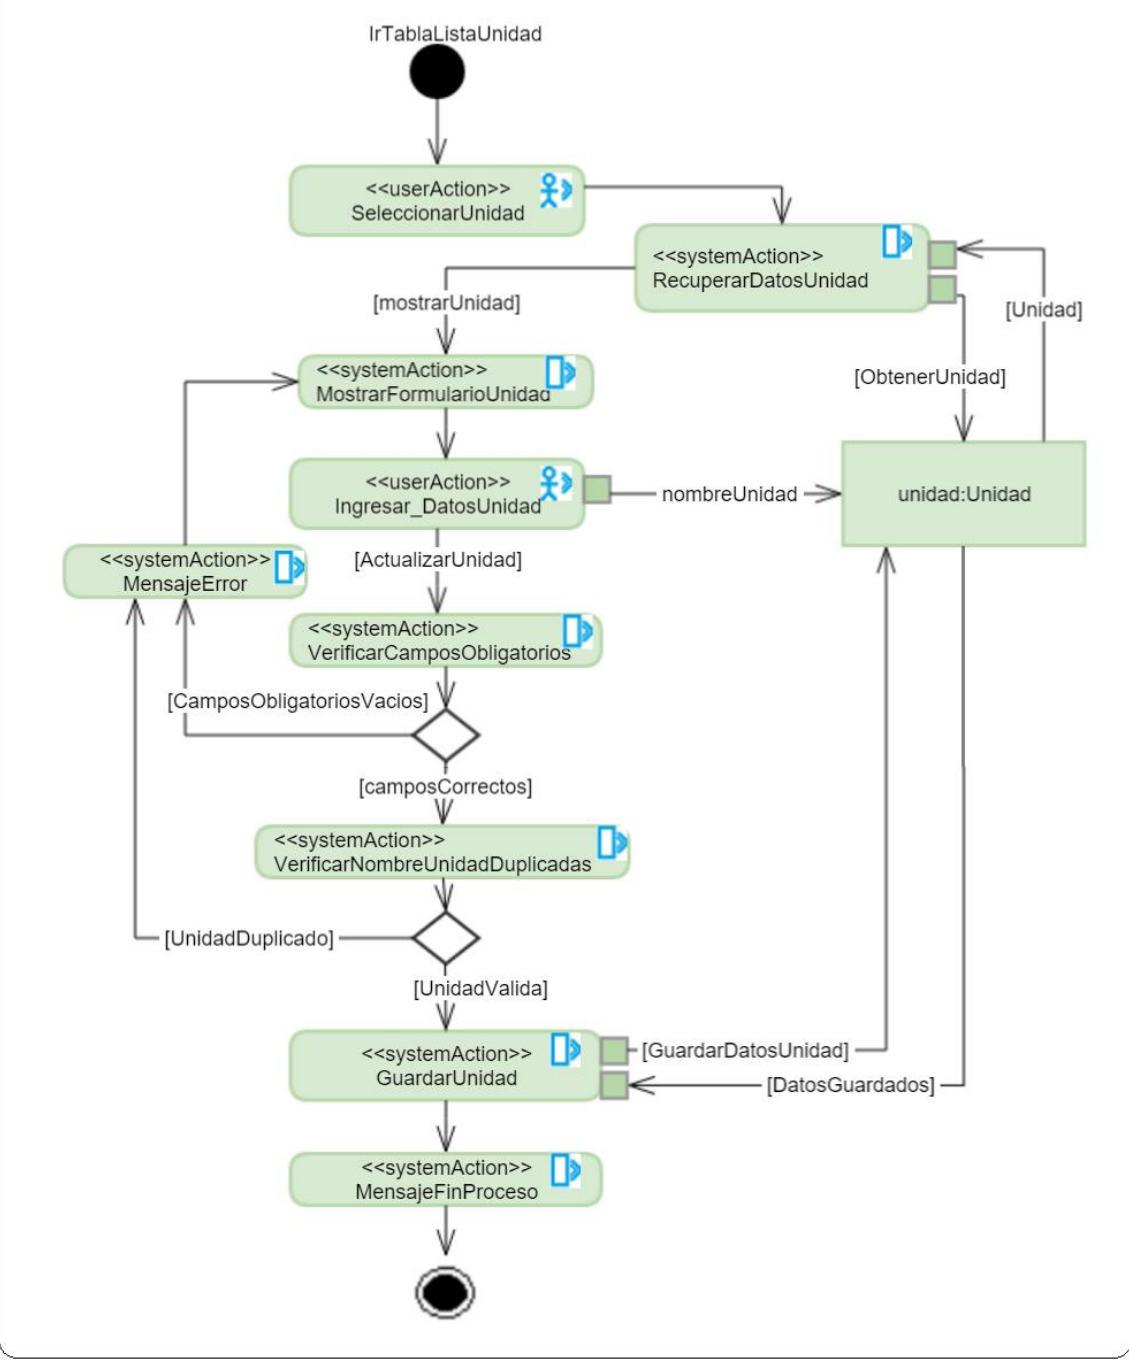 IrTablaListaUnidad
<<userAction>>
SeleccionarUnidad
<<systemAction>>
RecuperarDatosUnidad
[mostrarUnidad]
[Unidad]
<<systemAction>>
MostrarFormularioUnidad
[ObtenerUnidad]
<<userAction>>
Ingresar_DatosUnidad
nombreUnidad
unidad:Unidad
<<systemAction>>
MensajeError
[ActualizarUnidad]
<<systemAction>>
VerificarCamposObligatorios
[CamposObligatoriosVacios]
[camposCorrectos]
<<systemAction>>
VerificarNombreUnidadDuplicadas
[UnidadDuplicado]
[UnidadValida]
<<systemAction>>
GuardarUnidad
[GuardarDatosUnidad]
[DatosGuardados]
<<systemAction>>
MensajeFinProceso